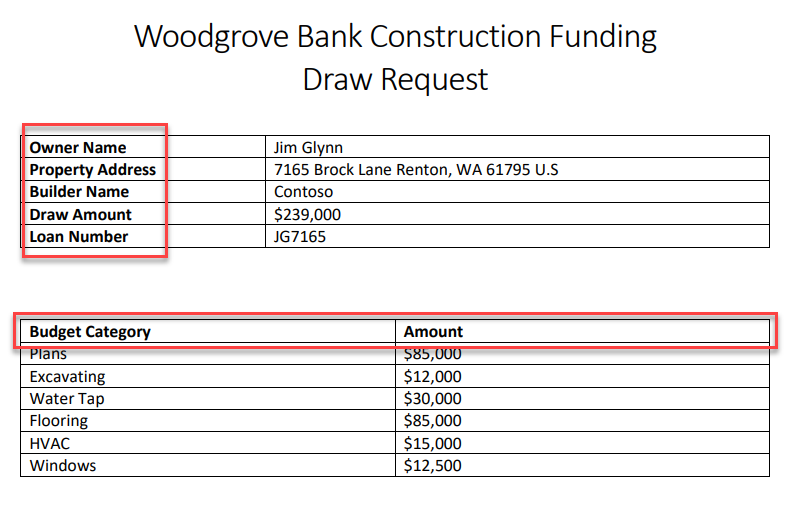 Woodgrove Bank Construction Funding
Draw Request
Owner Name Jim Glynn
Property Address 7165 Brock Lane Renton, WA 61795 U.S
Builder Name Contoso
Draw Amount $239,000
Loan Number JG7165
Budget Category Amount
Plans $85,000
Excavating $12,000
Water Tap $30,000
Flooring $85,000
HVAC $15,000
Windows $12,500